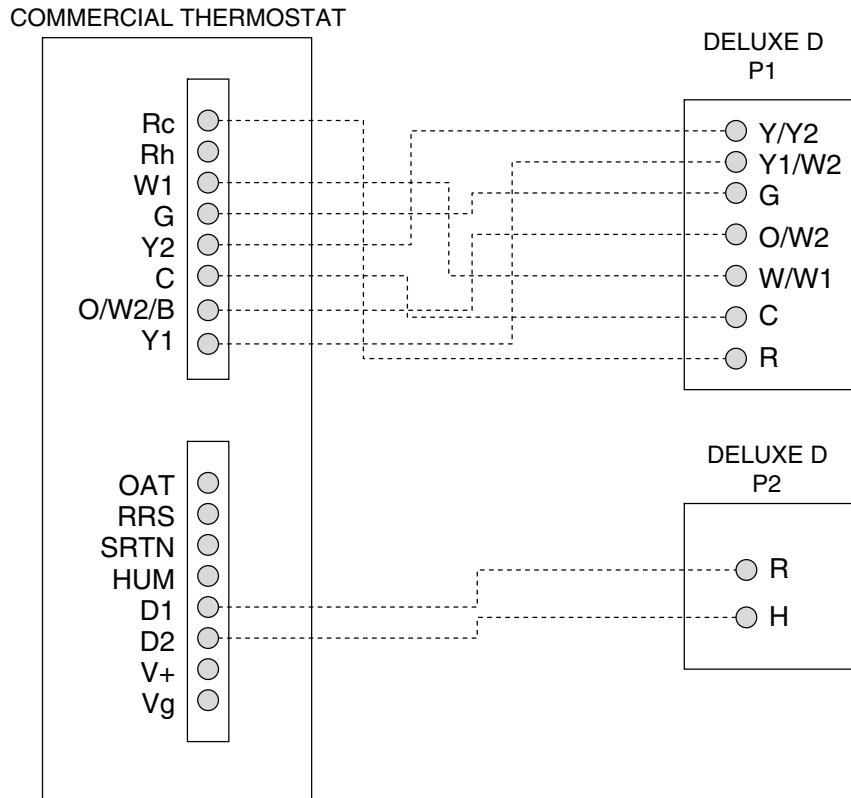 COMMERCIAL THERMOSTAT
Rc
Rh
W1
G
Y2
C
O/W2/B
Y1
OAT
RRS
SRTN
HUM
D1
D2
V+
Vg
DELUXE D
P1
Y/Y2
Y1/W2
G
O/W2
W/W1
C
R
DELUXE D
P2
R
H